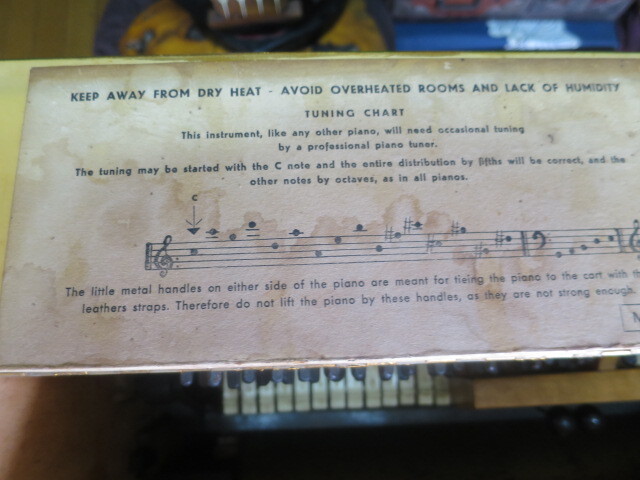 KEEP AWAY FROM DRY HEAT - AVOID OVERHEATED ROOMS AND LACK OF HUMIDITY
TUNING CHART
This instrument, like any other piano, will need occasional tuning
by a professional piano tuner.
The tuning may be started with the C note and the entire distribution by fifths will be correct, and the
other notes by octaves, as in all pianos.
C
The little metal handles on either side of the piano are meant for tieing the piano to the cart with the
leathers straps. Therefore do not lift the piano by these handles, as they are not strong enough.